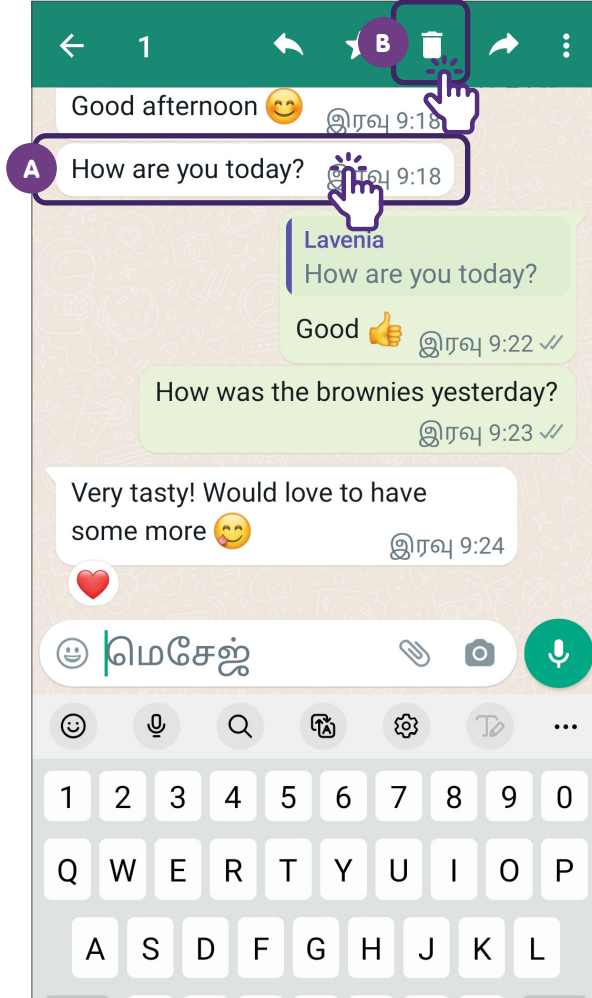 1
B
Good afternoon 😊
இரவு 9:18
A
How are you today?
இரவு 9:18
Lavenia
How are you today?
Good 👍
இரவு 9:22
How was the brownies yesterday?
இரவு 9:23
Very tasty! Would love to have
some more 😋
இரவு 9:24
மெசேஜ்
1 2 3 4 5 6 7 8 9 0
Q W E R T Y U I O P
A S D F G H J K L